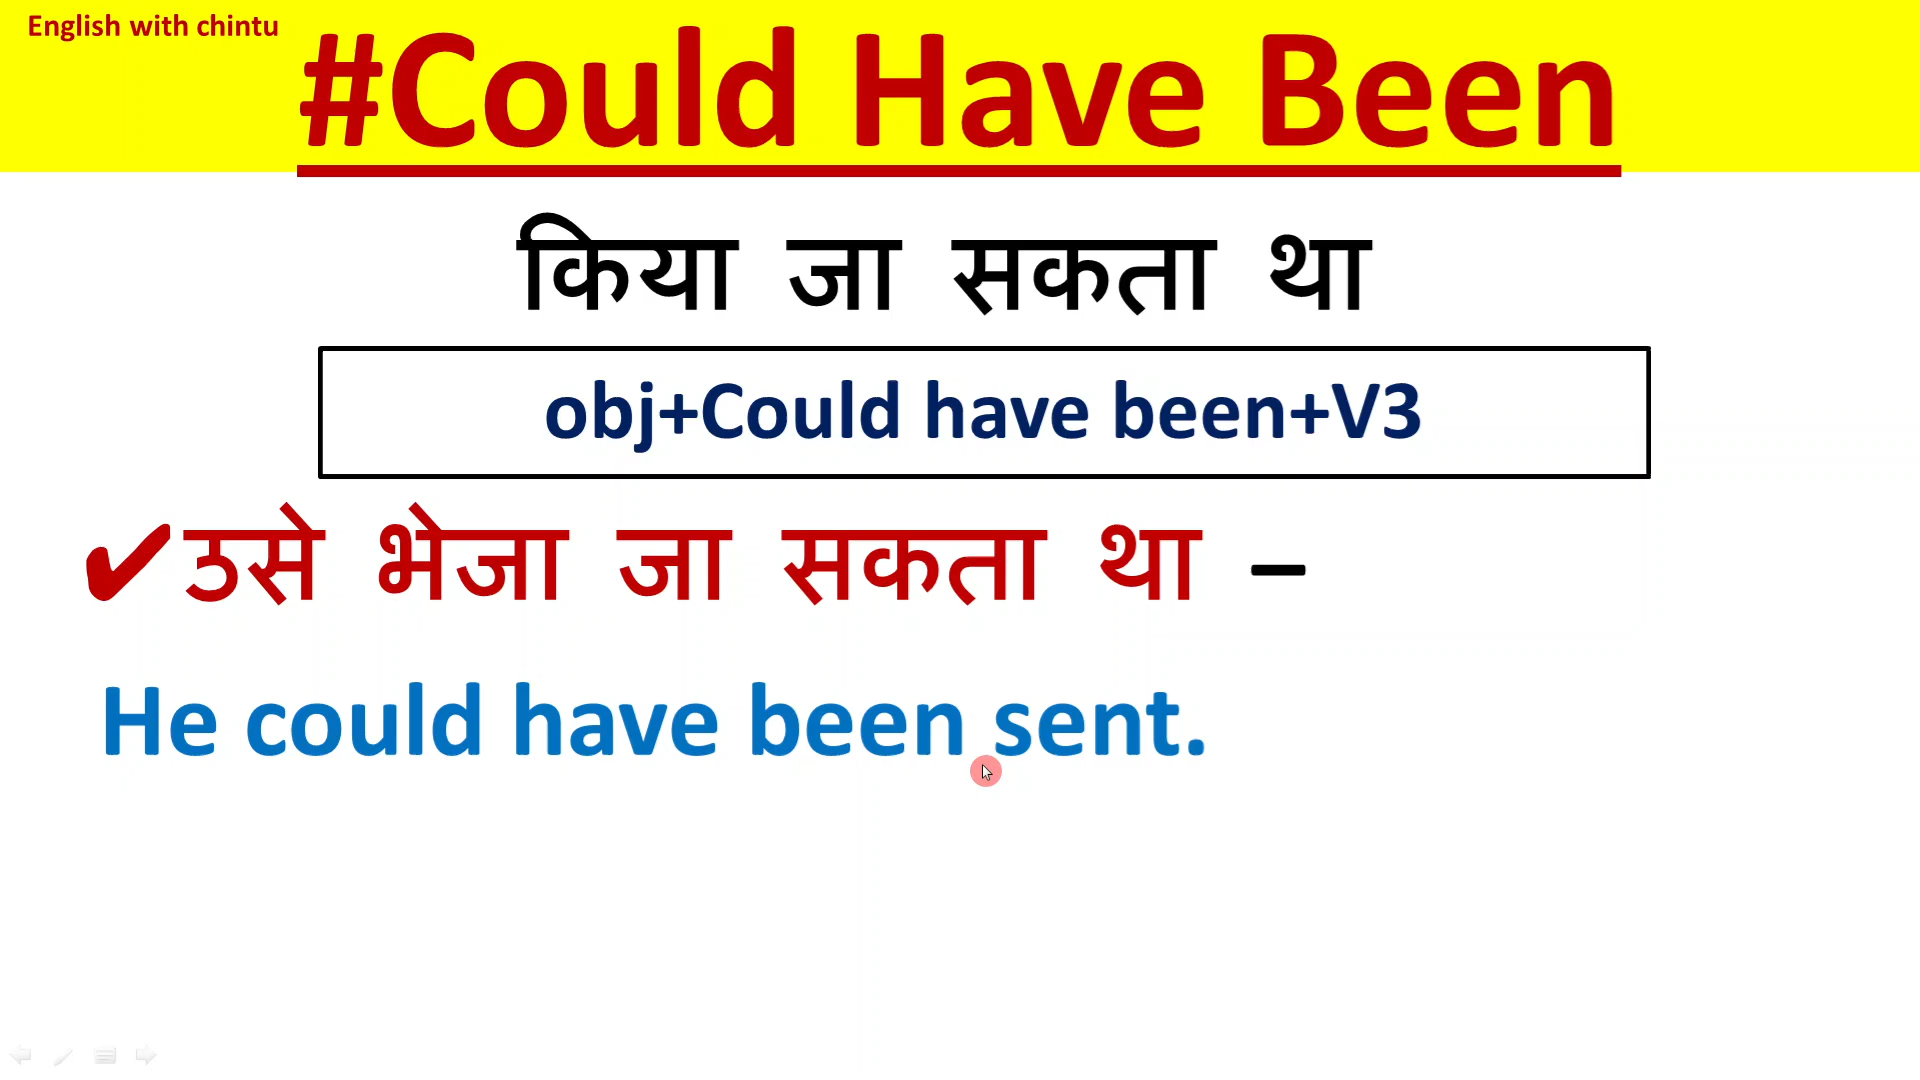 English with chintu
#Could Have Been
किया जा सकता था
obj+Could have been+V3
✔उसे भेजा जा सकता था –
He could have been sent.